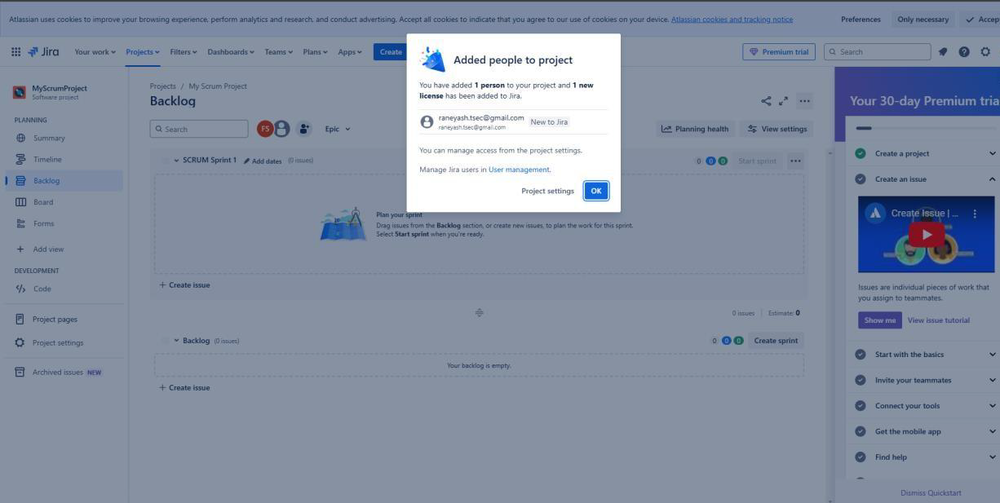 Atlassian uses cookies to improve your browsing experience, perform analytics and research, and conduct advertising. Accept all cookies to indicate that you agree to our use of cookies on your device. Atlassian cookies and tracking notice
Preferences
Only necessary
Jira
Your work
Projects
Filters
Dashboards
Teams
Plans
Apps
Create
Premium trial
Search
MyScrumProject
Software project
PLANNING
Summary
Timeline
Backlog
Board
Forms
Add view
DEVELOPMENT
Code
Project pages
Project settings
Archived issues NEW
Projects / My Scrum Project
Backlog
Search
FS
Epic
Planning health
View settings
SCRUM Sprint 1
Add dates
(0 issues)
0 0 0
Start sprint
Plan your sprint
Drag issues from the Backlog section, or create new issues, to plan the work for this sprint.
Select Start sprint when you're ready.
+ Create issue
0 issues
Estimate: 0
Backlog (0 issues)
0 0 0
Create sprint
Your backlog is empty.
+ Create issue
Added people to project
You have added 1 person to your project and 1 new
license has been added to Jira.
raneyash.tsec@gmail.com
New to Jira
raneyash.tsec@gmail.com
You can manage access from the project settings.
Manage Jira users in User management.
Project settings
OK
Your 30-day Premium tria
Create a project
Create an issue
Create Issue | ...
Issues are individual pieces of work that
you assign to teammates.
Show me
View issue tutorial
Start with the basics
Invite your teammates
Connect your tools
Get the mobile app
Find help
Dismiss Quickstart